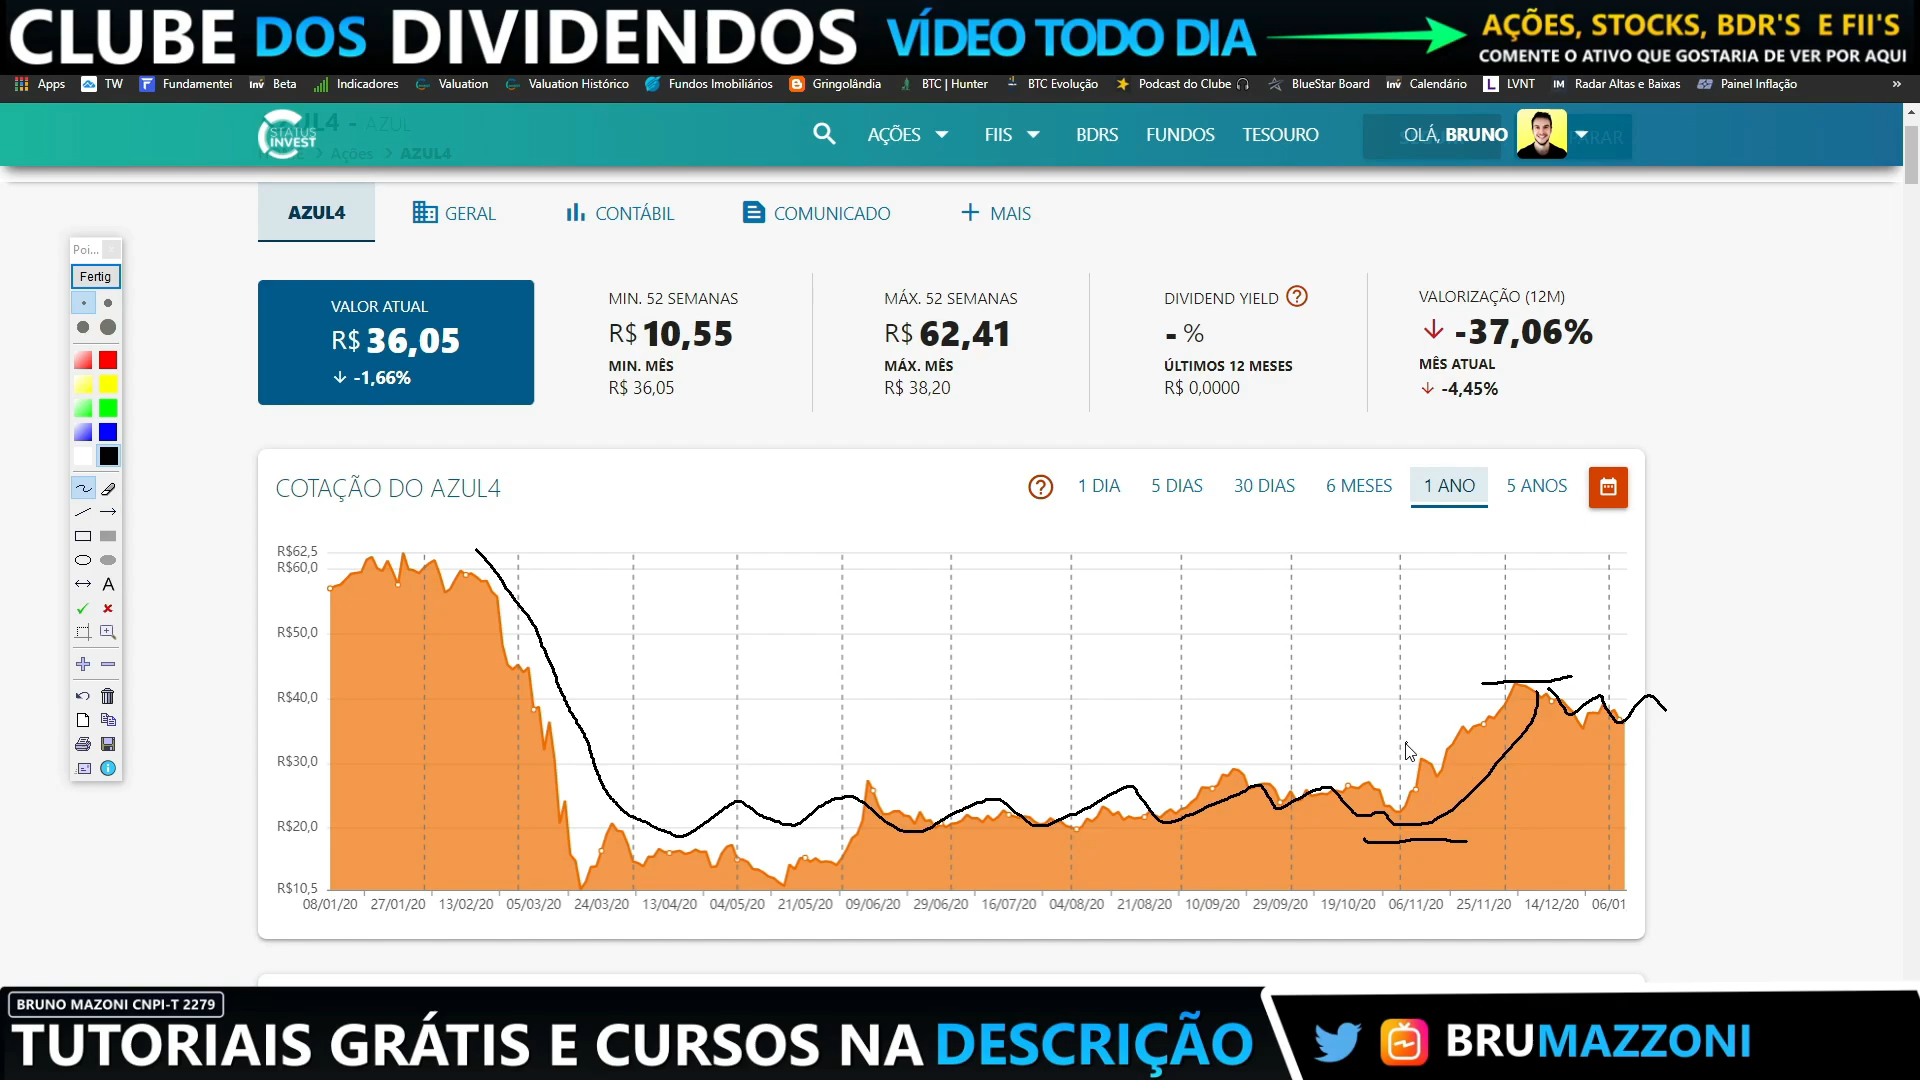 CLUBE DOS DIVIDENDOS VÍDEO TODO DIA AÇÕES, STOCKS, BDR'S E FII'S
COMENTE O ATIVO QUE GOSTARIA DE VER POR AQUI
Apps TW Fundamentei Inv Beta Indicadores Valuation Valuation Histórico Fundos Imobiliários Gringolândia BTC | Hunter BTC Evolução Podcast do Clube BlueStar Board Inv Calendário L LVNT IM Radar Altas e Baixas Painel Inflação »
STATUS INVEST
AZUL
Ações > AZUL4
AÇÕES FIIS BDRS FUNDOS TESOURO OLÁ, BRUNO
AZUL4 GERAL CONTÁBIL COMUNICADO MAIS
Poi...
Fertig
A
VALOR ATUAL
R$ 36,05
-1,66%
MIN. 52 SEMANAS
R$ 10,55
MIN. MÊS
R$ 36,05
MÁX. 52 SEMANAS
R$ 62,41
MÁX. MÊS
R$ 38,20
DIVIDEND YIELD ?
- %
ÚLTIMOS 12 MESES
R$ 0,0000
VALORIZAÇÃO (12M)
-37,06%
MÊS ATUAL
-4,45%
COTAÇÃO DO AZUL4 ? 1 DIA 5 DIAS 30 DIAS 6 MESES 1 ANO 5 ANOS
R$62,5
R$60,0
R$50,0
R$40,0
R$30,0
R$20,0
R$10,5
08/01/20 27/01/20 13/02/20 05/03/20 24/03/20 13/04/20 04/05/20 21/05/20 09/06/20 29/06/20 16/07/20 04/08/20 21/08/20 10/09/20 29/09/20 19/10/20 06/11/20 25/11/20 14/12/20 06/01
BRUNO MAZONI CNPI-T 2279
TUTORIAIS GRÁTIS E CURSOS NA DESCRIÇÃO BRUMAZZONI